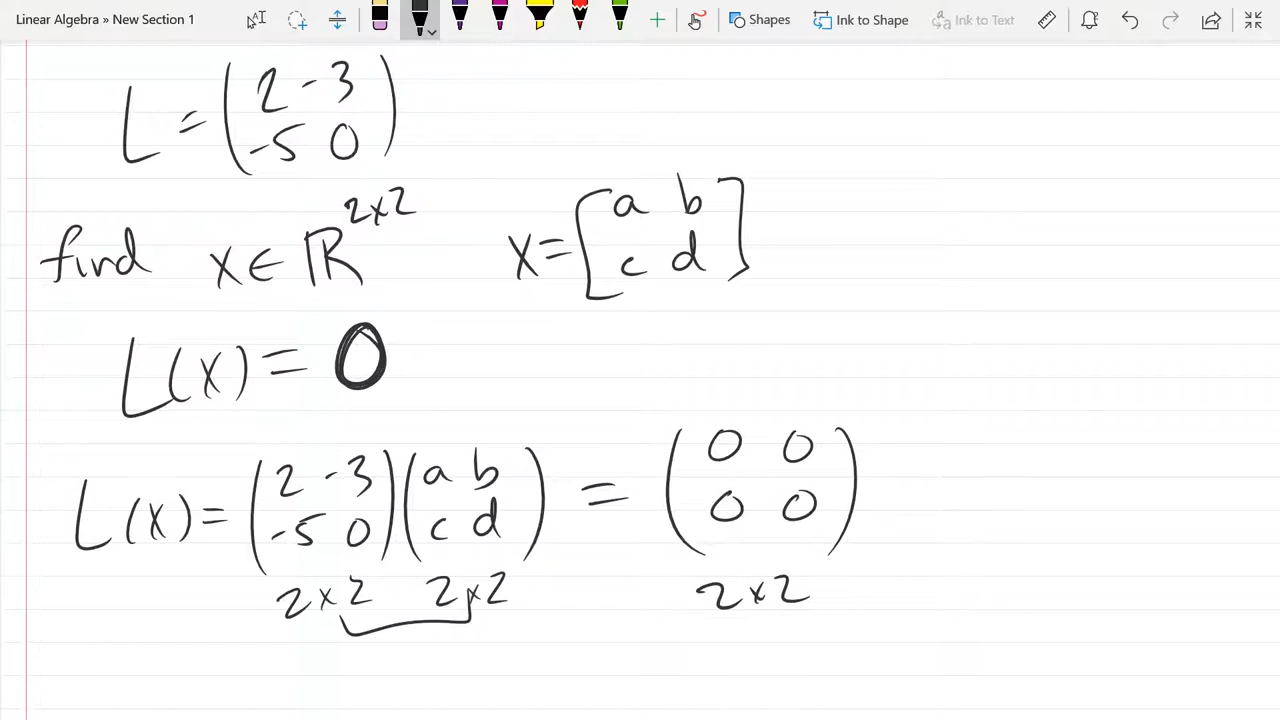 Linear Algebra » New Section 1
Shapes Ink to Shape Ink to Text
L = (2 -3
-5 0)
find x ∈ ℝ^{2x2} x = [a b
c d]
L(x) = 0
L(x) = (2 -3
-5 0) (a b
c d) = (0 0
0 0)
2x2 2x2 2x2